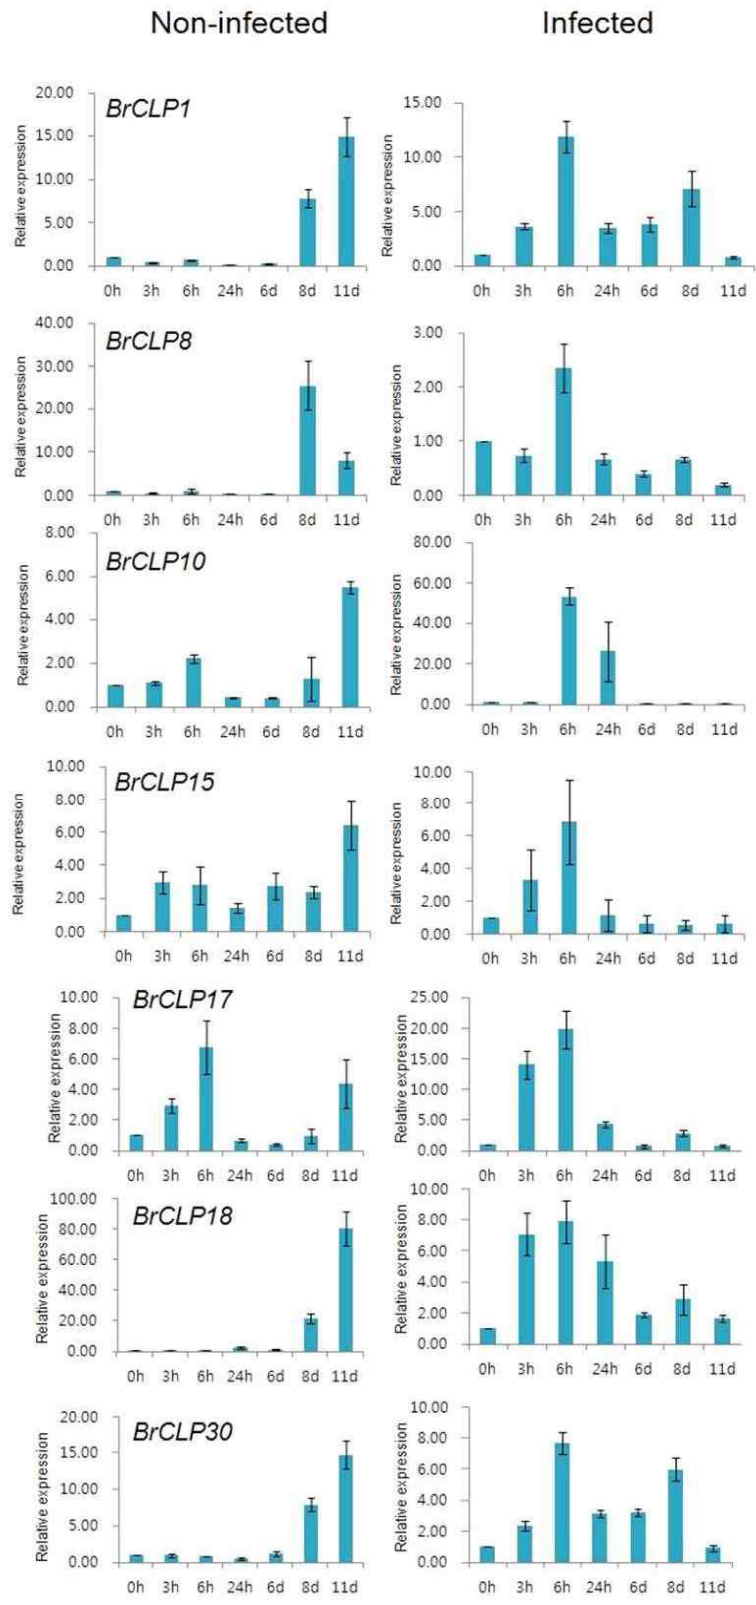 Non-infected Infected
BrCLP1
Relative expression
20.00
15.00
10.00
5.00
0.00
0h 3h 6h 24h 6d 8d 11d
Relative expression
15.00
10.00
5.00
0.00
0h 3h 6h 24h 6d 8d 11d
BrCLP8
Relative expression
40.00
30.00
20.00
10.00
0.00
0h 3h 6h 24h 6d 8d 11d
Relative expression
3.00
2.00
1.00
0.00
0h 3h 6h 24h 6d 8d 11d
BrCLP10
Relative expression
8.00
6.00
4.00
2.00
0.00
0h 3h 6h 24h 6d 8d 11d
Relative expression
80.00
60.00
40.00
20.00
0.00
0h 3h 6h 24h 6d 8d 11d
BrCLP15
Relative expression
10.00
8.00
6.00
4.00
2.00
0.00
0h 3h 6h 24h 6d 8d 11d
Relative expression
10.00
8.00
6.00
4.00
2.00
0.00
0h 3h 6h 24h 6d 8d 11d
BrCLP17
Relative expression
10.00
8.00
6.00
4.00
2.00
0.00
0h 3h 6h 24h 6d 8d 11d
Relative expression
25.00
20.00
15.00
10.00
5.00
0.00
0h 3h 6h 24h 6d 8d 11d
BrCLP18
Relative expression
100.00
80.00
60.00
40.00
20.00
0.00
0h 3h 6h 24h 6d 8d 11d
Relative expression
10.00
8.00
6.00
4.00
2.00
0.00
0h 3h 6h 24h 6d 8d 11d
BrCLP30
Relative expression
20.00
15.00
10.00
5.00
0.00
0h 3h 6h 24h 6d 8d 11d
Relative expression
10.00
8.00
6.00
4.00
2.00
0.00
0h 3h 6h 24h 6d 8d 11d